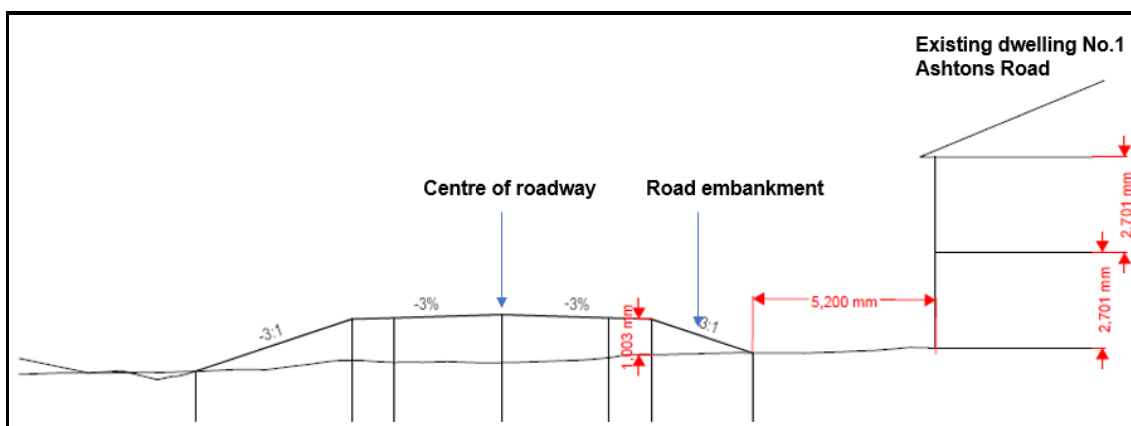 Existing dwelling No.1
Ashtons Road
Centre of roadway
Road embankment
-3:1
-3%
-3%
1,003 mm
-3:1
5,200 mm
2,701 mm
2,701 mm